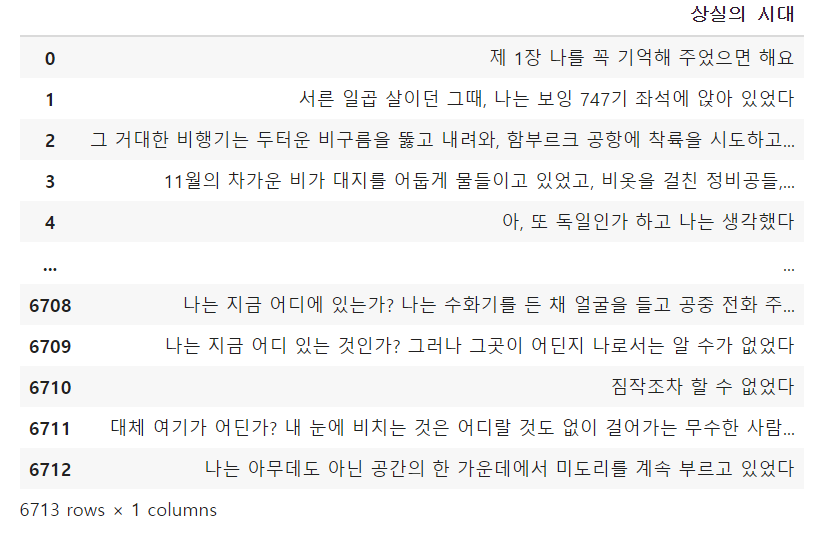 상실의 시대
0 제 1장 나를 꼭 기억해 주었으면 해요
1 서른 일곱 살이던 그때, 나는 보잉 747기 좌석에 앉아 있었다
2 그 거대한 비행기는 두터운 비구름을 뚫고 내려와, 함부르크 공항에 착륙을 시도하고...
3 11월의 차가운 비가 대지를 어둡게 물들이고 있었고, 비옷을 걸친 정비공들,...
4 아, 또 독일인가 하고 나는 생각했다
... ...
6708 나는 지금 어디에 있는가? 나는 수화기를 든 채 얼굴을 들고 공중 전화 주...
6709 나는 지금 어디 있는 것인가? 그러나 그곳이 어딘지 나로서는 알 수가 없었다
6710 짐작조차 할 수 없었다
6711 대체 여기가 어딘가? 내 눈에 비치는 것은 어디랄 것도 없이 걸어가는 무수한 사람...
6712 나는 아무데도 아닌 공간의 한 가운데에서 미도리를 계속 부르고 있었다
6713 rows × 1 columns